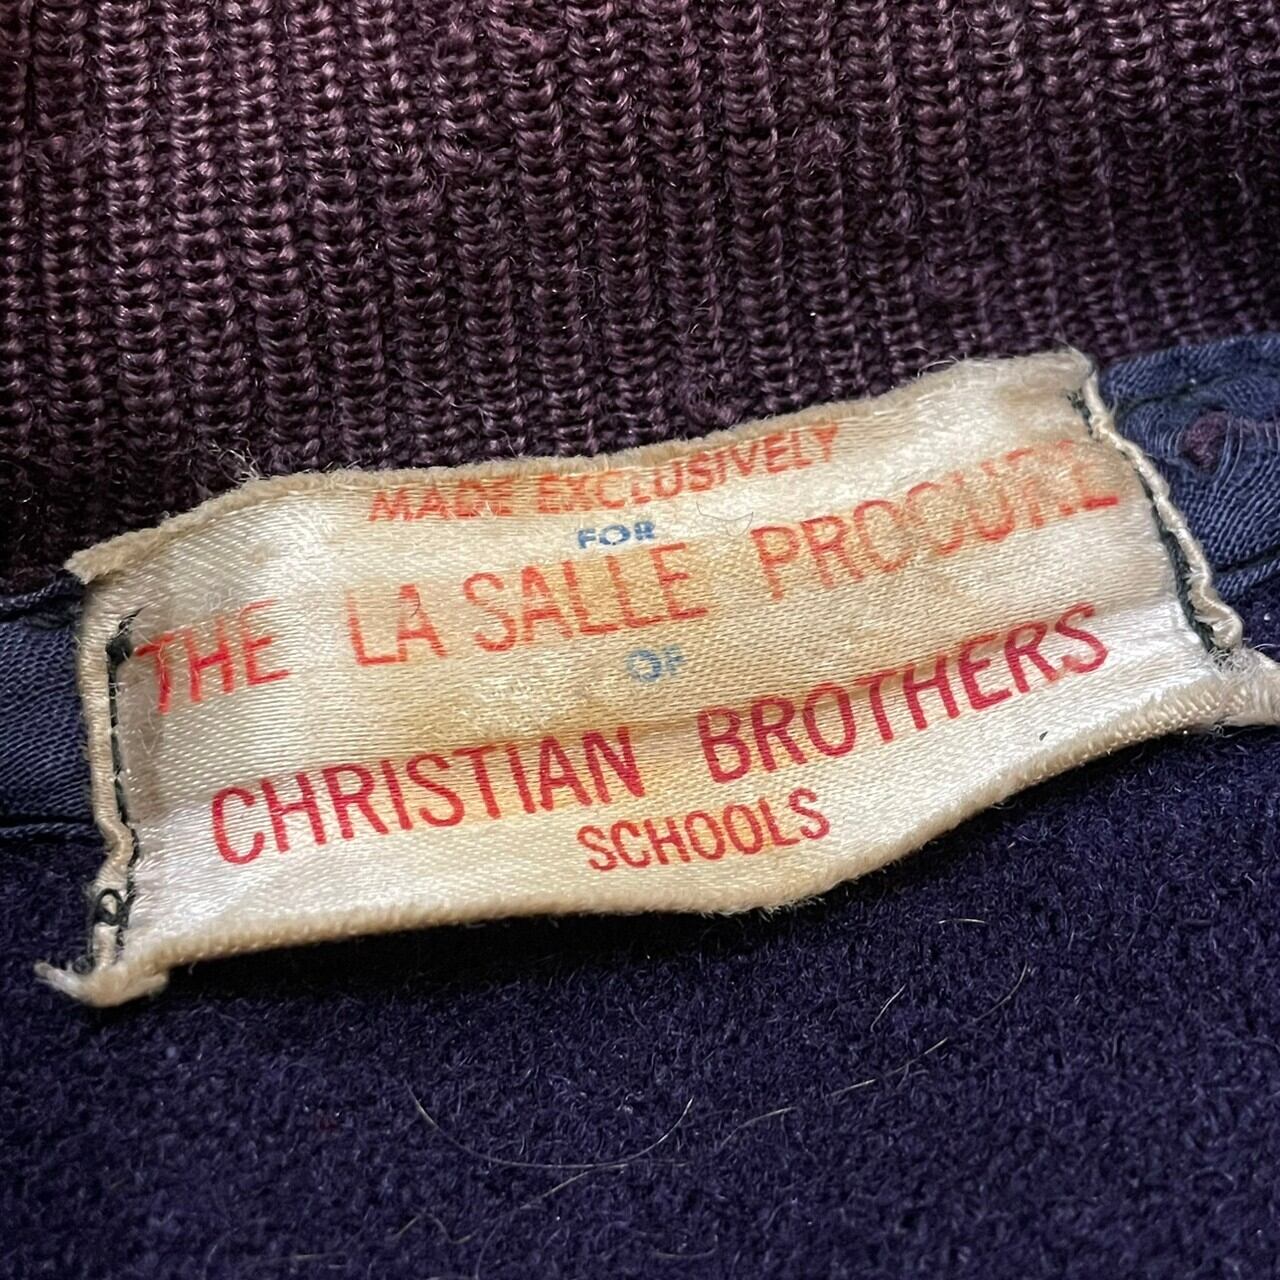 MADE EXCLUSIVELY
FOR
THE LA SALLE PROCURE
OF
CHRISTIAN BROTHERS
SCHOOLS